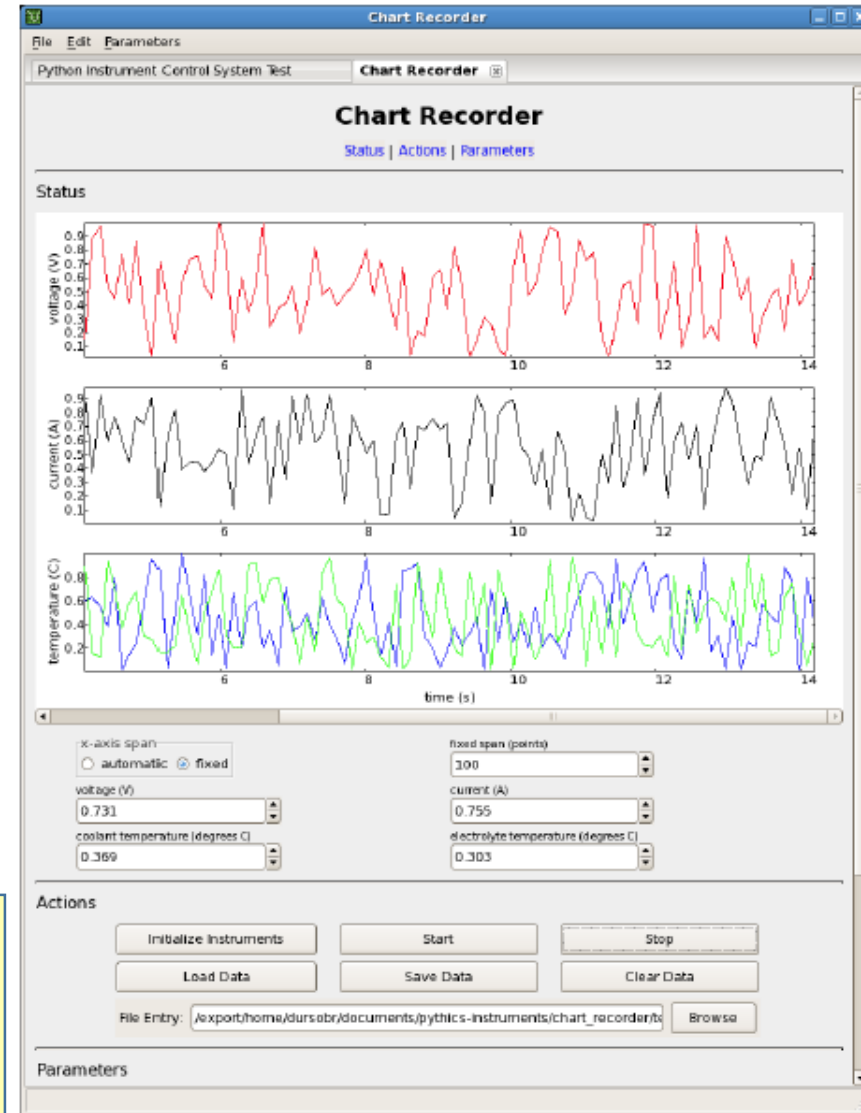 Chart Recorder
File Edit Parameters
Python Instrument Control System Test Chart Recorder
Chart Recorder
Status | Actions | Parameters
Status
voltage (V)
0.9
0.8
0.7
0.6
0.5
0.4
0.3
0.2
0.1
6 8 10 12 14
current (A)
0.9
0.8
0.7
0.6
0.5
0.4
0.3
0.2
0.1
6 8 10 12 14
temperature (C)
0.8
0.6
0.4
0.2
6 8 10 12 14
time (s)
x-axis span fixed span (points)
automatic fixed 100
voltage (V) current (A)
0.731 0.755
coolant temperature (degrees C) electrolyte temperature (degrees C)
0.369 0.303
Actions
Initialize Instruments Start Stop
Load Data Save Data Clear Data
File Entry: /export/home/dursobr/documents/pythics-instruments/chart_recorder/te Browse
Parameters